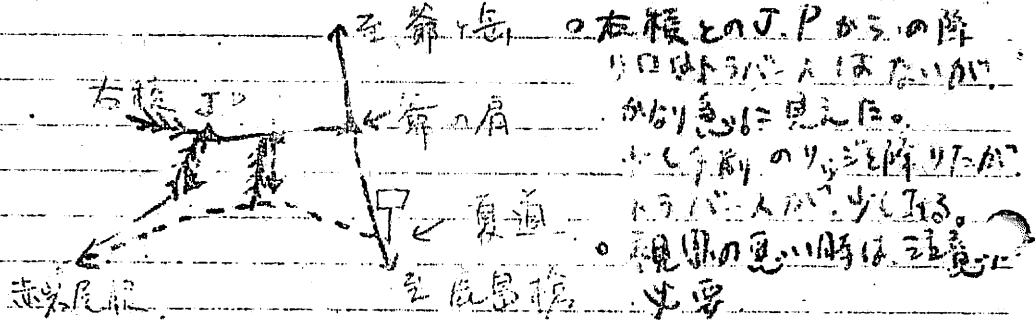 至 爺ヶ岳
右稜 J.P
← 爺の肩
← 夏道
赤岩尾根
至 鹿島槍
○ 右稜とのJ.Pからの降
り口はトラバースはないが
かなり急に見えた。
少し手前のリッジを降りたが
トラバースが少しある。
○ 視界の悪い時は注意が
必要